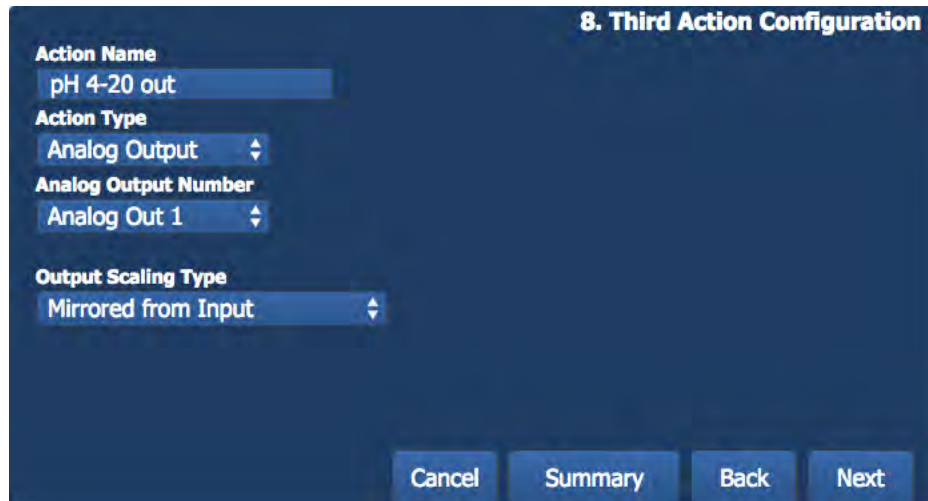 8. Third Action Configuration
Action Name
pH 4-20 out
Action Type
Analog Output
Analog Output Number
Analog Out 1
Output Scaling Type
Mirrored from Input
Cancel Summary Back Next